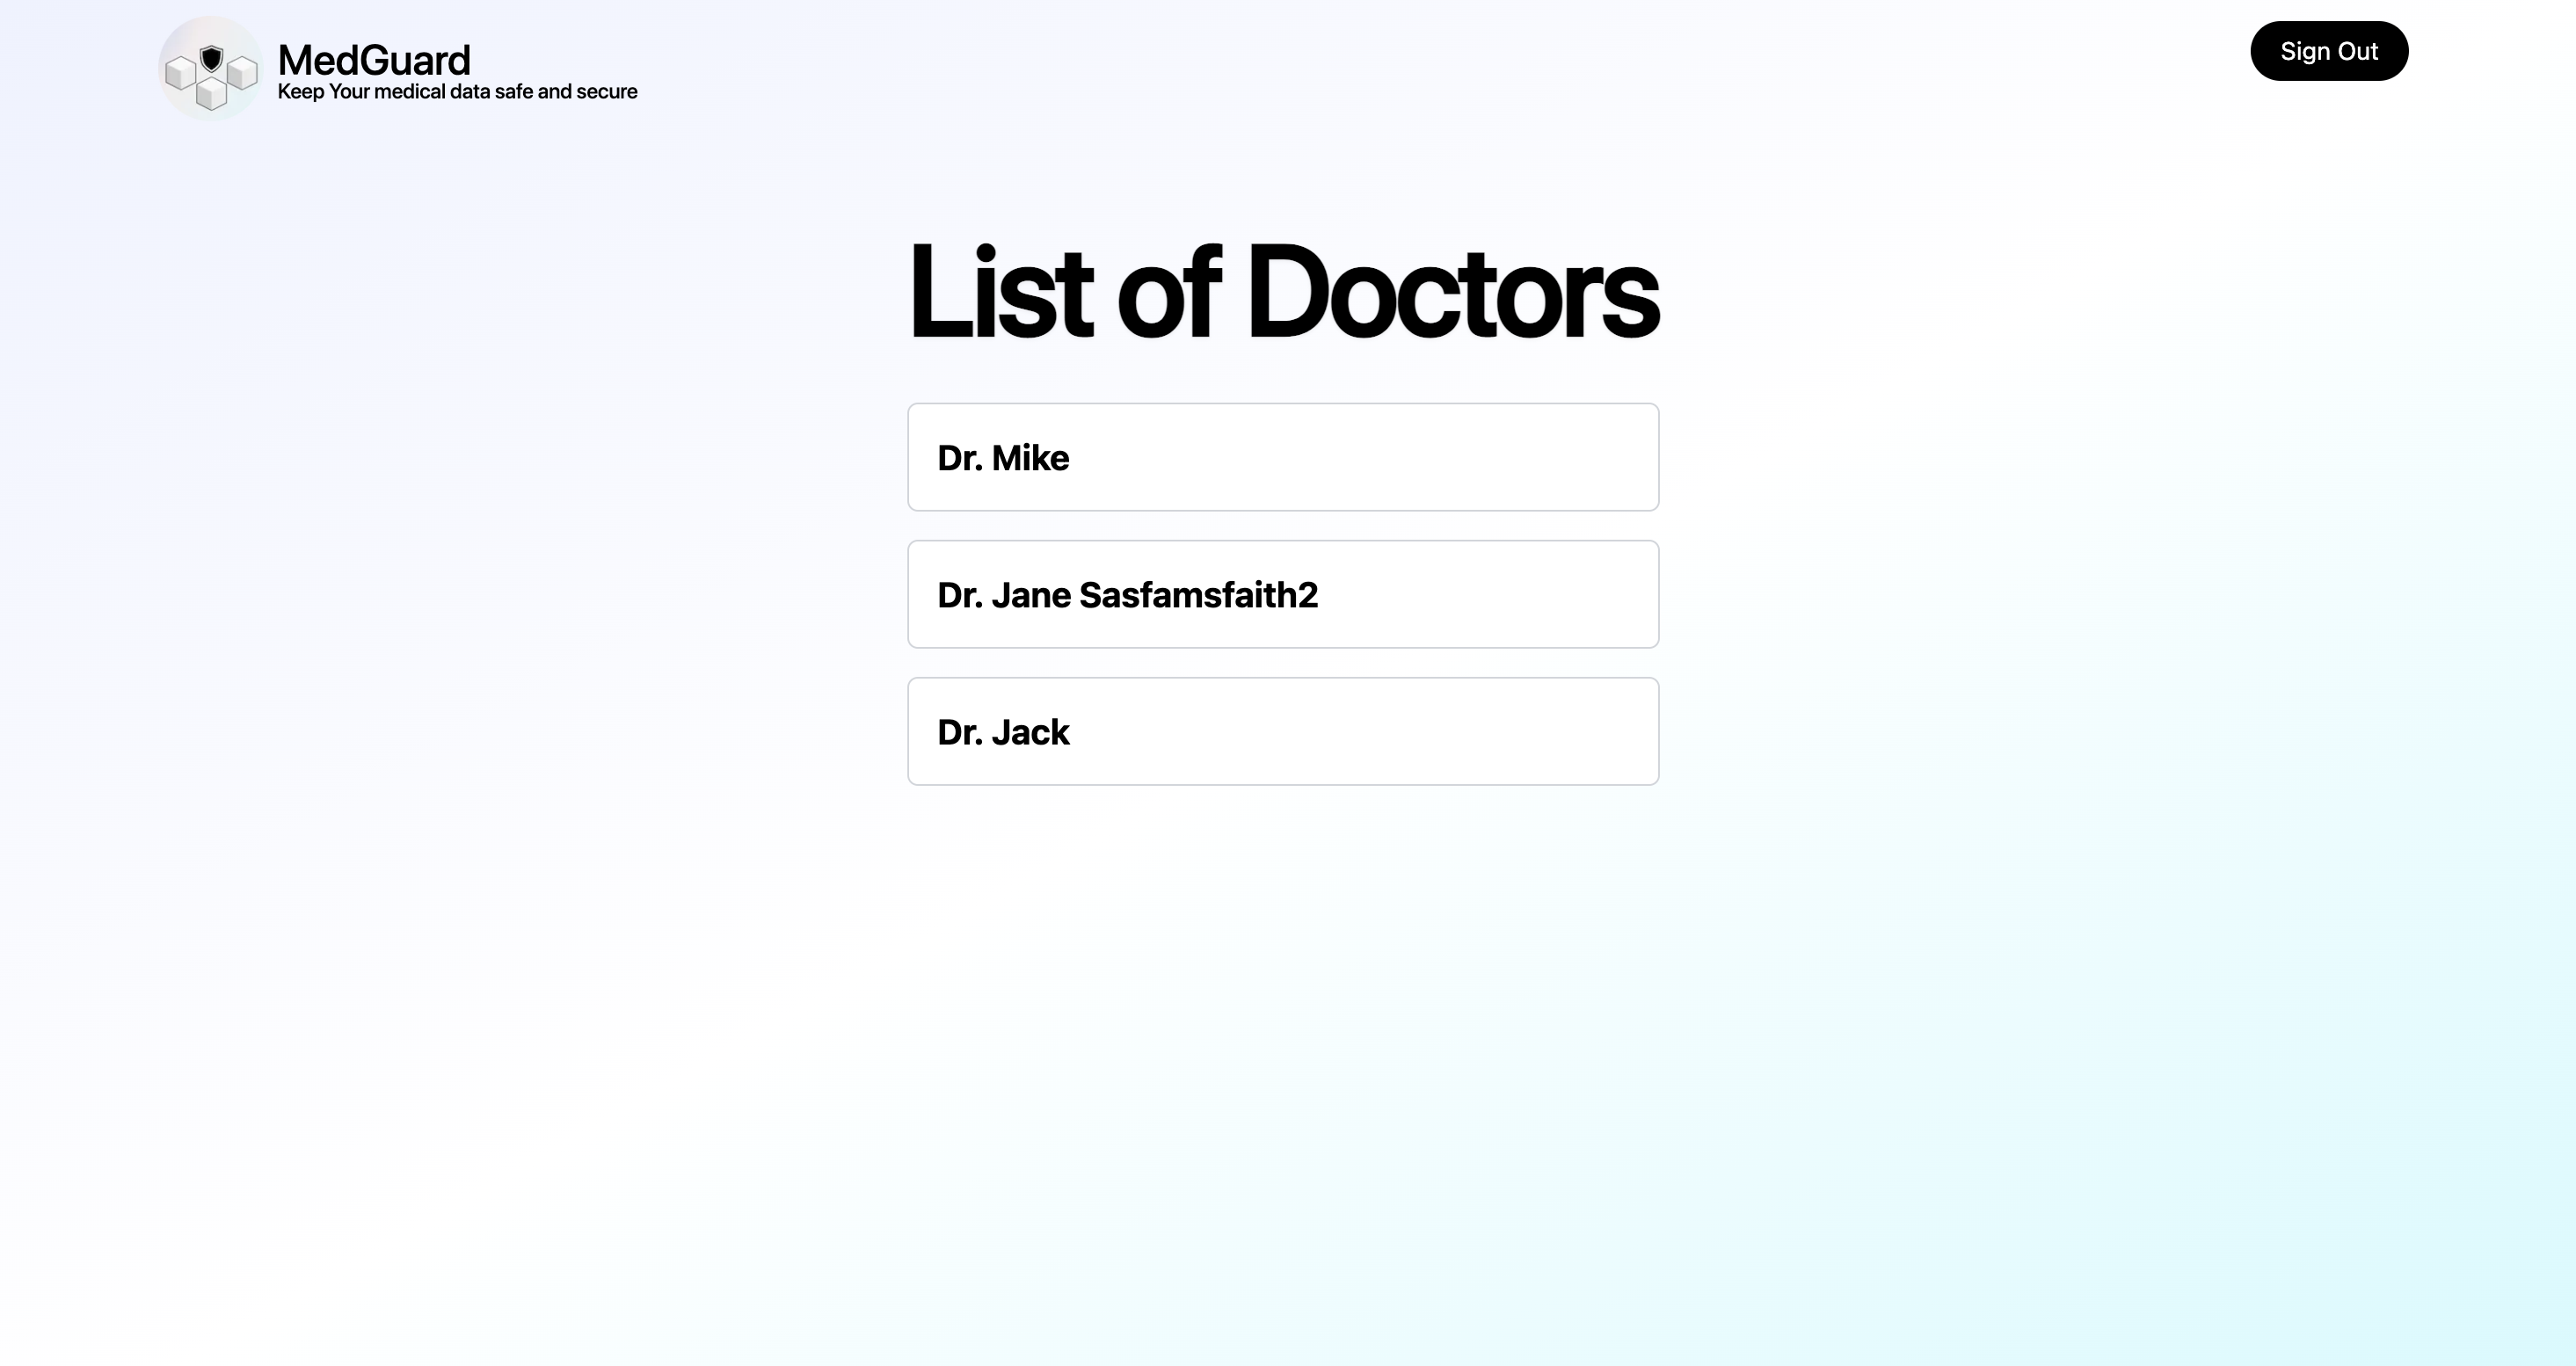 MedGuard
Keep Your medical data safe and secure
Sign Out
List of Doctors
Dr. Mike
Dr. Jane Sasfamsfaith2
Dr. Jack